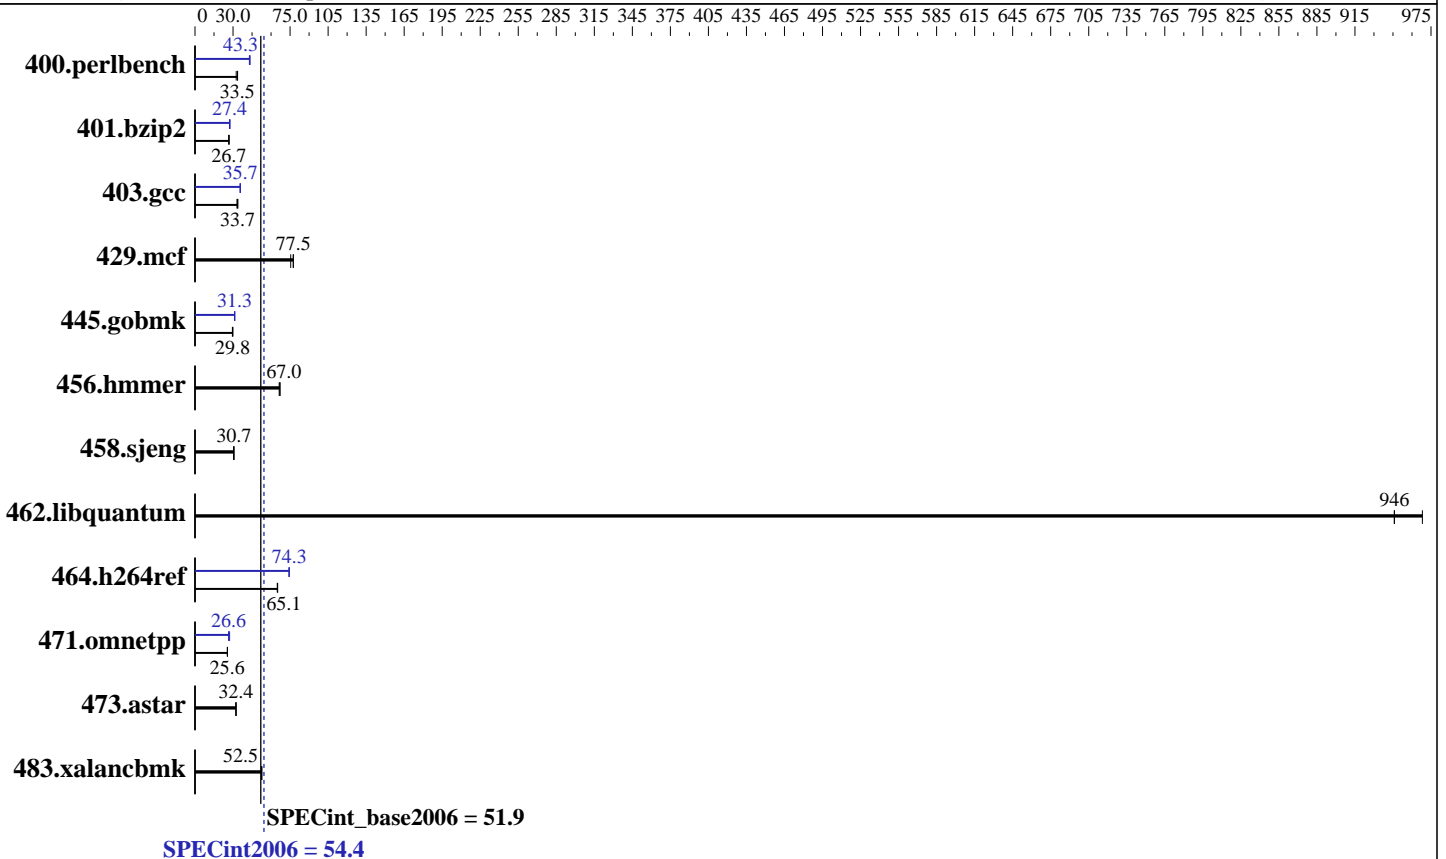 0 30.0 75.0 105 135 165 195 225 255 285 315 345 375 405 435 465 495 525 555 585 615 645 675 705 735 765 795 825 855 885 915 975
43.3
400.perlbench
33.5
27.4
401.bzip2
26.7
35.7
403.gcc
33.7
77.5
429.mcf
31.3
445.gobmk
29.8
67.0
456.hmmer
30.7
458.sjeng
946
462.libquantum
74.3
464.h264ref
65.1
26.6
471.omnetpp
25.6
32.4
473.astar
52.5
483.xalancbmk
SPECint_base2006 = 51.9
SPECint2006 = 54.4